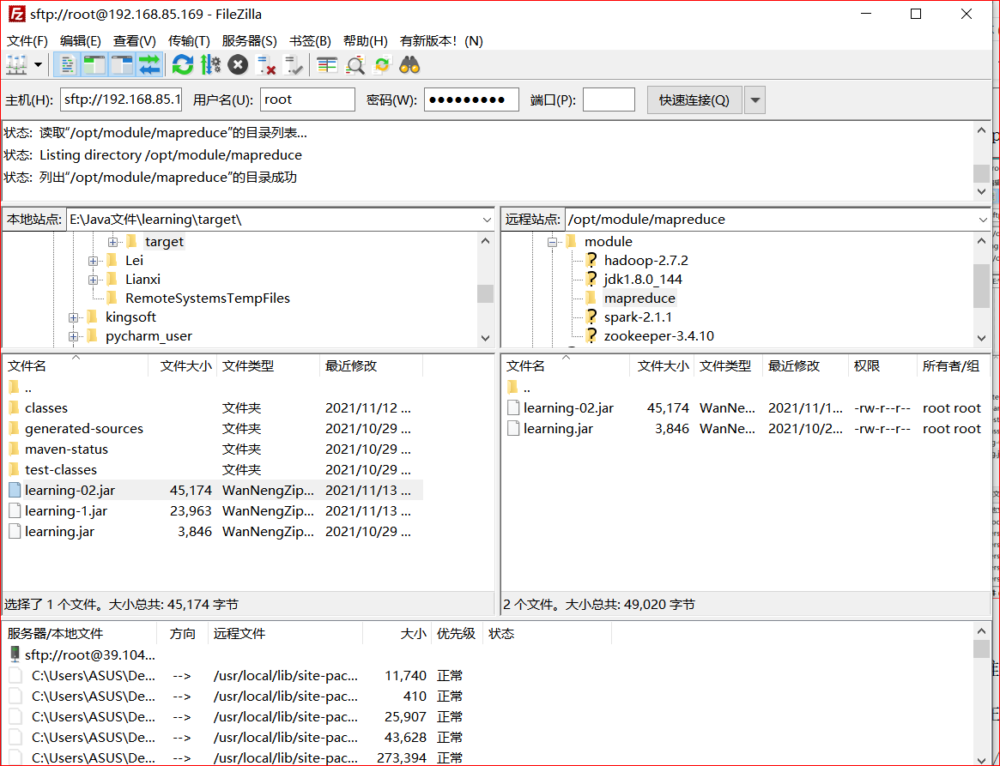 sftp://root@192.168.85.169 - FileZilla
文件(F) 编辑(E) 查看(V) 传输(T) 服务器(S) 书签(B) 帮助(H) 有新版本！(N)
主机(H): sftp://192.168.85.1 用户名(U): root 密码(W): ●●●●●●●●● 端口(P): 快速连接(Q)
状态: 读取“/opt/module/mapreduce”的目录列表...
状态: Listing directory /opt/module/mapreduce
状态: 列出“/opt/module/mapreduce”的目录成功
本地站点: E:\Java文件\learning\target\
target
Lei
Lianxi
RemoteSystemsTempFiles
kingsoft
pycharm_user
远程站点: /opt/module/mapreduce
module
hadoop-2.7.2
jdk1.8.0_144
mapreduce
spark-2.1.1
zookeeper-3.4.10
文件名 文件大小 文件类型 最近修改
..
classes 文件夹 2021/11/12 ...
generated-sources 文件夹 2021/10/29 ...
maven-status 文件夹 2021/10/29 ...
test-classes 文件夹 2021/10/29 ...
learning-02.jar 45,174 WanNengZip... 2021/11/13 ...
learning-1.jar 23,963 WanNengZip... 2021/11/13 ...
learning.jar 3,846 WanNengZip... 2021/10/29 ...
选择了 1 个文件。大小总共: 45,174 字节
文件名 文件大小 文件类型 最近修改 权限 所有者/组
..
learning-02.jar 45,174 WanNe... 2021/11/1... -rw-r--r-- root root
learning.jar 3,846 WanNe... 2021/10/2... -rw-r--r-- root root
2 个文件。大小总共: 49,020 字节
服务器/本地文件 方向 远程文件 大小 优先级 状态
sftp://root@39.104...
C:\Users\ASUS\De... --> /usr/local/lib/site-pac... 11,740 正常
C:\Users\ASUS\De... --> /usr/local/lib/site-pac... 410 正常
C:\Users\ASUS\De... --> /usr/local/lib/site-pac... 25,907 正常
C:\Users\ASUS\De... --> /usr/local/lib/site-pac... 43,628 正常
C:\Users\ASUS\De... --> /usr/local/lib/site-pac... 273,394 正常